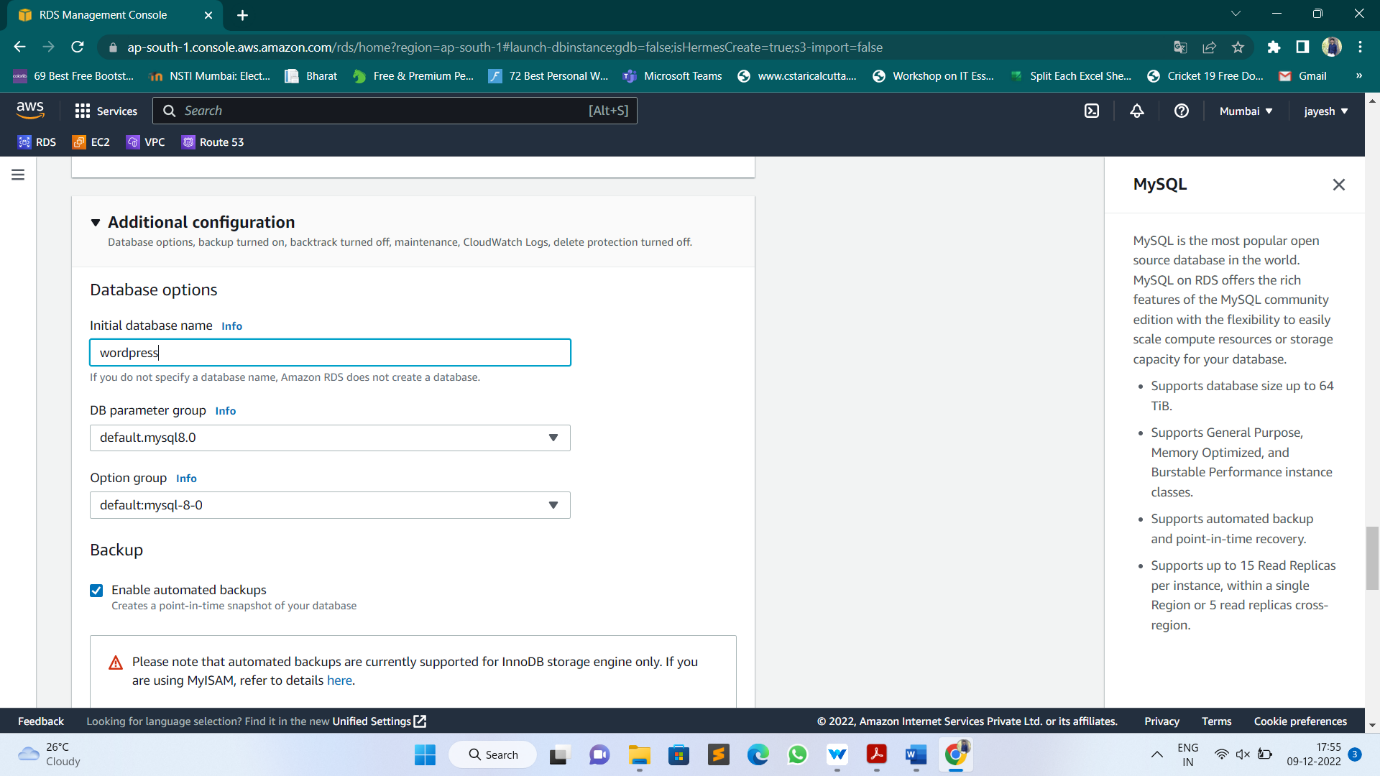 RDS Management Console
ap-south-1.console.aws.amazon.com/rds/home?region=ap-south-1#launch-dbinstance:gdb=false;isHermesCreate=true;s3-import=false
69 Best Free Bootst...
NSTI Mumbai: Elect...
Bharat
Free & Premium Pe...
72 Best Personal W...
Microsoft Teams
www.cstaricalcutta....
Workshop on IT Ess...
Split Each Excel She...
Cricket 19 Free Do...
Gmail
»
aws
Services
Search
[Alt+S]
Mumbai
jayesh
RDS
EC2
VPC
Route 53
Additional configuration
Database options, backup turned on, backtrack turned off, maintenance, CloudWatch Logs, delete protection turned off.
Database options
Initial database name Info
wordpress
If you do not specify a database name, Amazon RDS does not create a database.
DB parameter group Info
default.mysql8.0
Option group Info
default:mysql-8-0
Backup
Enable automated backups
Creates a point-in-time snapshot of your database
Please note that automated backups are currently supported for InnoDB storage engine only. If you
are using MyISAM, refer to details here.
MySQL
MySQL is the most popular open
source database in the world.
MySQL on RDS offers the rich
features of the MySQL community
edition with the flexibility to easily
scale compute resources or storage
capacity for your database.
• Supports database size up to 64
TiB.
• Supports General Purpose,
Memory Optimized, and
Burstable Performance instance
classes.
• Supports automated backup
and point-in-time recovery.
• Supports up to 15 Read Replicas
per instance, within a single
Region or 5 read replicas cross-
region.
Feedback
Looking for language selection? Find it in the new Unified Settings
© 2022, Amazon Internet Services Private Ltd. or its affiliates.
Privacy
Terms
Cookie preferences
26°C
Cloudy
Search
ENG
IN
17:55
09-12-2022
3